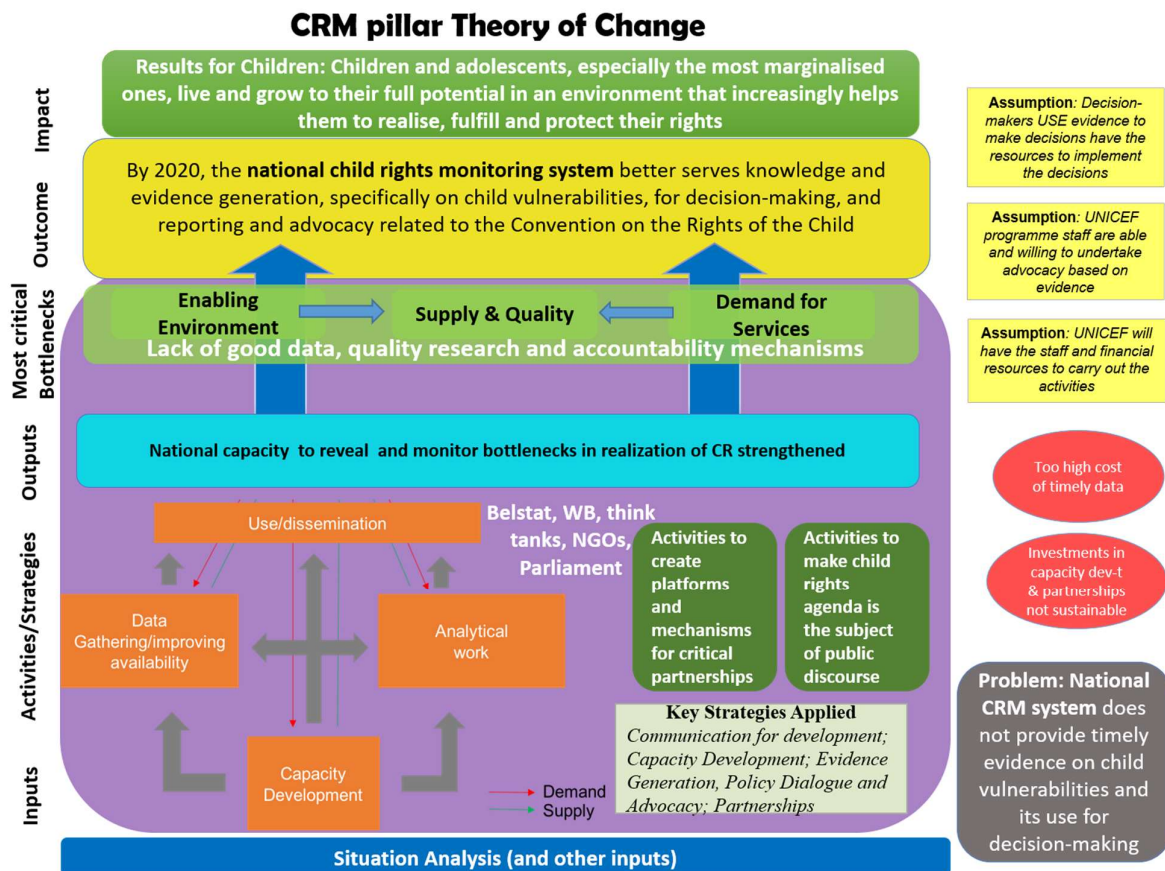 CRM pillar Theory of Change
Impact
Results for Children: Children and adolescents, especially the most marginalised
ones, live and grow to their full potential in an environment that increasingly helps
them to realise, fulfill and protect their rights
Outcome
By 2020, the national child rights monitoring system better serves knowledge and
evidence generation, specifically on child vulnerabilities, for decision-making, and
reporting and advocacy related to the Convention on the Rights of the Child
Most critical
Bottlenecks
Enabling
Environment
Supply & Quality
Demand for
Services
Lack of good data, quality research and accountability mechanisms
Outputs
National capacity to reveal and monitor bottlenecks in realization of CR strengthened
Activities/Strategies
Use/dissemination
Belstat, WB, think
tanks, NGOs,
Parliament
Data
Gathering/improving
availability
Analytical
work
Activities to
create
platforms
and
mechanisms
for critical
partnerships
Activities to
make child
rights
agenda is
the subject
of public
discourse
Inputs
Capacity
Development
Demand
Supply
Key Strategies Applied
Communication for development;
Capacity Development; Evidence
Generation, Policy Dialogue and
Advocacy; Partnerships
Situation Analysis (and other inputs)
Assumption: Decision-
makers USE evidence to
make decisions have the
resources to implement
the decisions
Assumption: UNICEF
programme staff are able
and willing to undertake
advocacy based on
evidence
Assumption: UNICEF will
have the staff and financial
resources to carry out the
activities
Too high cost
of timely data
Investments in
capacity dev-t
& partnerships
not sustainable
Problem: National
CRM system does
not provide timely
evidence on child
vulnerabilities and
its use for
decision-making